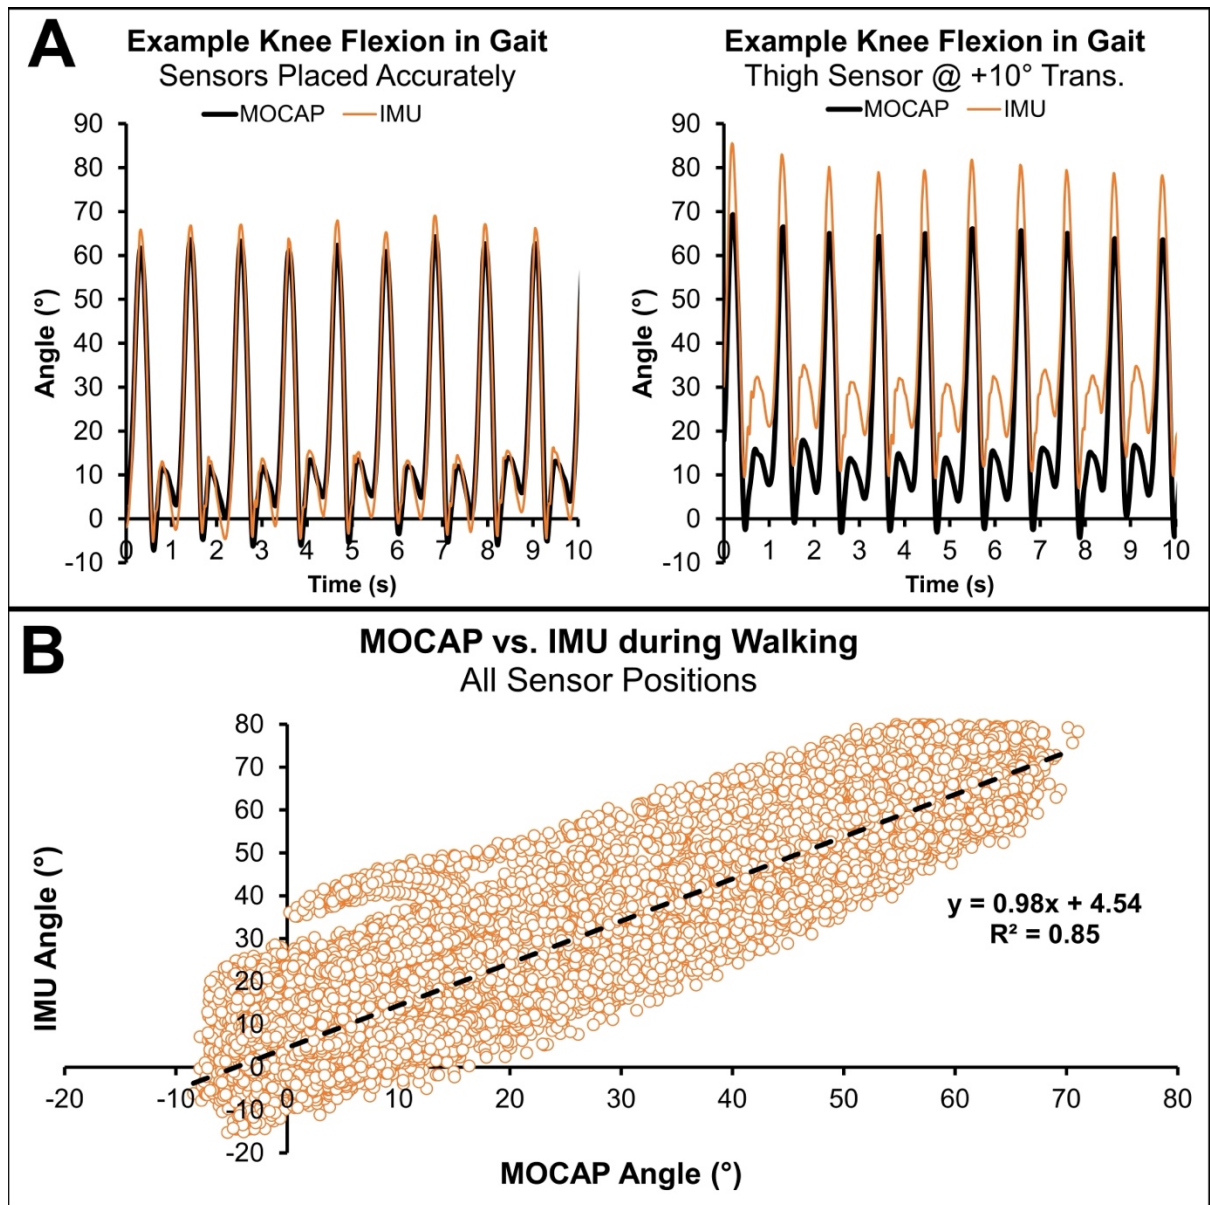 A
Example Knee Flexion in Gait
Sensors Placed Accurately
MOCAP IMU
90
80
70
60
50
40
30
20
10
0
-10
Angle (°)
0 1 2 3 4 5 6 7 8 9 10
Time (s)
Example Knee Flexion in Gait
Thigh Sensor @ +10° Trans.
MOCAP IMU
90
80
70
60
50
40
30
20
10
0
-10
Angle (°)
0 1 2 3 4 5 6 7 8 9 10
Time (s)
B
MOCAP vs. IMU during Walking
All Sensor Positions
80
70
60
50
40
30
20
10
0
-10
-20
IMU Angle (°)
y = 0.98x + 4.54
R² = 0.85
-20 -10 0 10 20 30 40 50 60 70 80
MOCAP Angle (°)